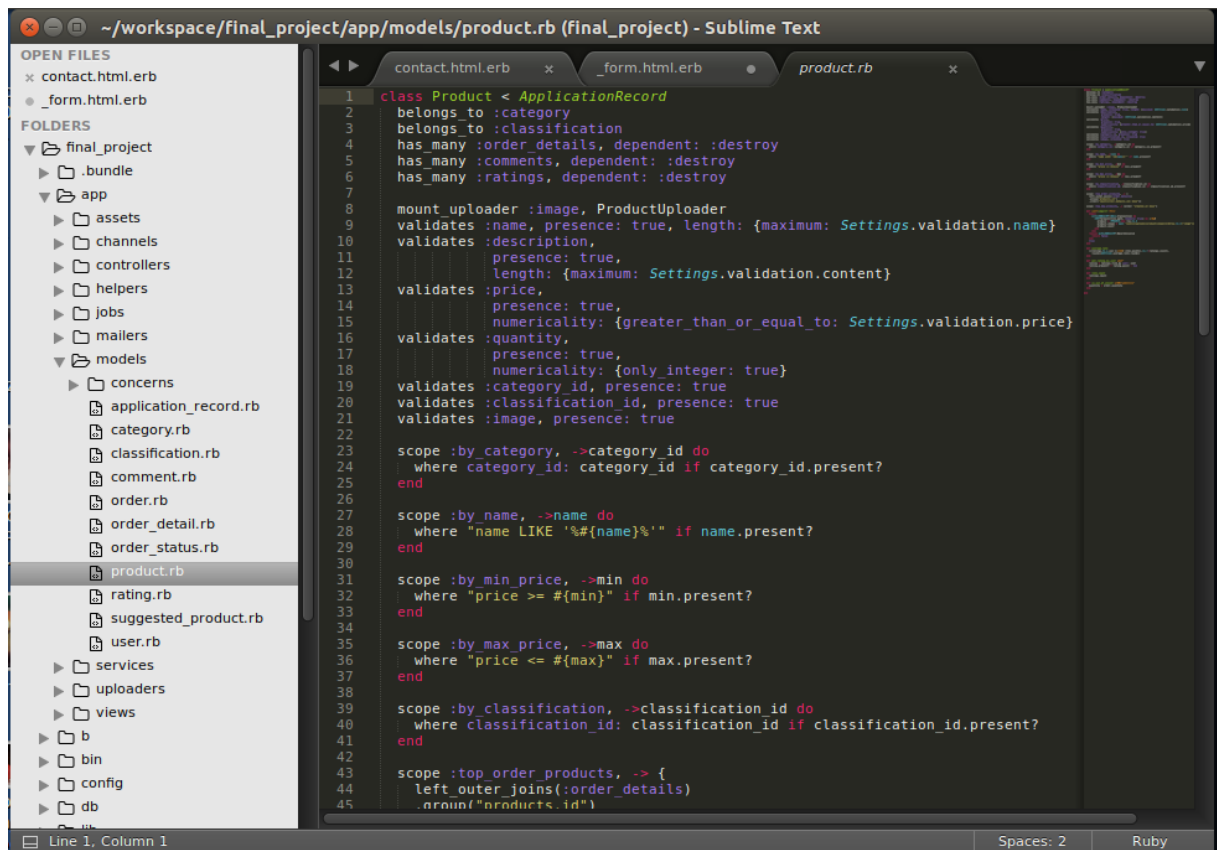 ~/workspace/final_project/app/models/product.rb (final_project) - Sublime Text
OPEN FILES
contact.html.erb
_form.html.erb
FOLDERS
final_project
.bundle
app
assets
channels
controllers
helpers
jobs
mailers
models
concerns
application_record.rb
category.rb
classification.rb
comment.rb
order.rb
order_detail.rb
order_status.rb
product.rb
rating.rb
suggested_product.rb
user.rb
services
uploaders
views
b
bin
config
db
contact.html.erb
_form.html.erb
product.rb
1 class Product < ApplicationRecord
2 belongs_to :category
3 belongs_to :classification
4 has_many :order_details, dependent: :destroy
5 has_many :comments, dependent: :destroy
6 has_many :ratings, dependent: :destroy
7
8 mount_uploader :image, ProductUploader
9 validates :name, presence: true, length: {maximum: Settings.validation.name}
10 validates :description,
11 presence: true,
12 length: {maximum: Settings.validation.content}
13 validates :price,
14 presence: true,
15 numericality: {greater_than_or_equal_to: Settings.validation.price}
16 validates :quantity,
17 presence: true,
18 numericality: {only_integer: true}
19 validates :category_id, presence: true
20 validates :classification_id, presence: true
21 validates :image, presence: true
22
23 scope :by_category, ->category_id do
24 where category_id: category_id if category_id.present?
25 end
26
27 scope :by_name, ->name do
28 where "name LIKE '%#{name}%'" if name.present?
29 end
30
31 scope :by_min_price, ->min do
32 where "price >= #{min}" if min.present?
33 end
34
35 scope :by_max_price, ->max do
36 where "price <= #{max}" if max.present?
37 end
38
39 scope :by_classification, ->classification_id do
40 where classification_id: classification_id if classification_id.present?
41 end
42
43 scope :top_order_products, -> {
44 left_outer_joins(:order_details)
45 .group("products.id")
Line 1, Column 1
Spaces: 2
Ruby